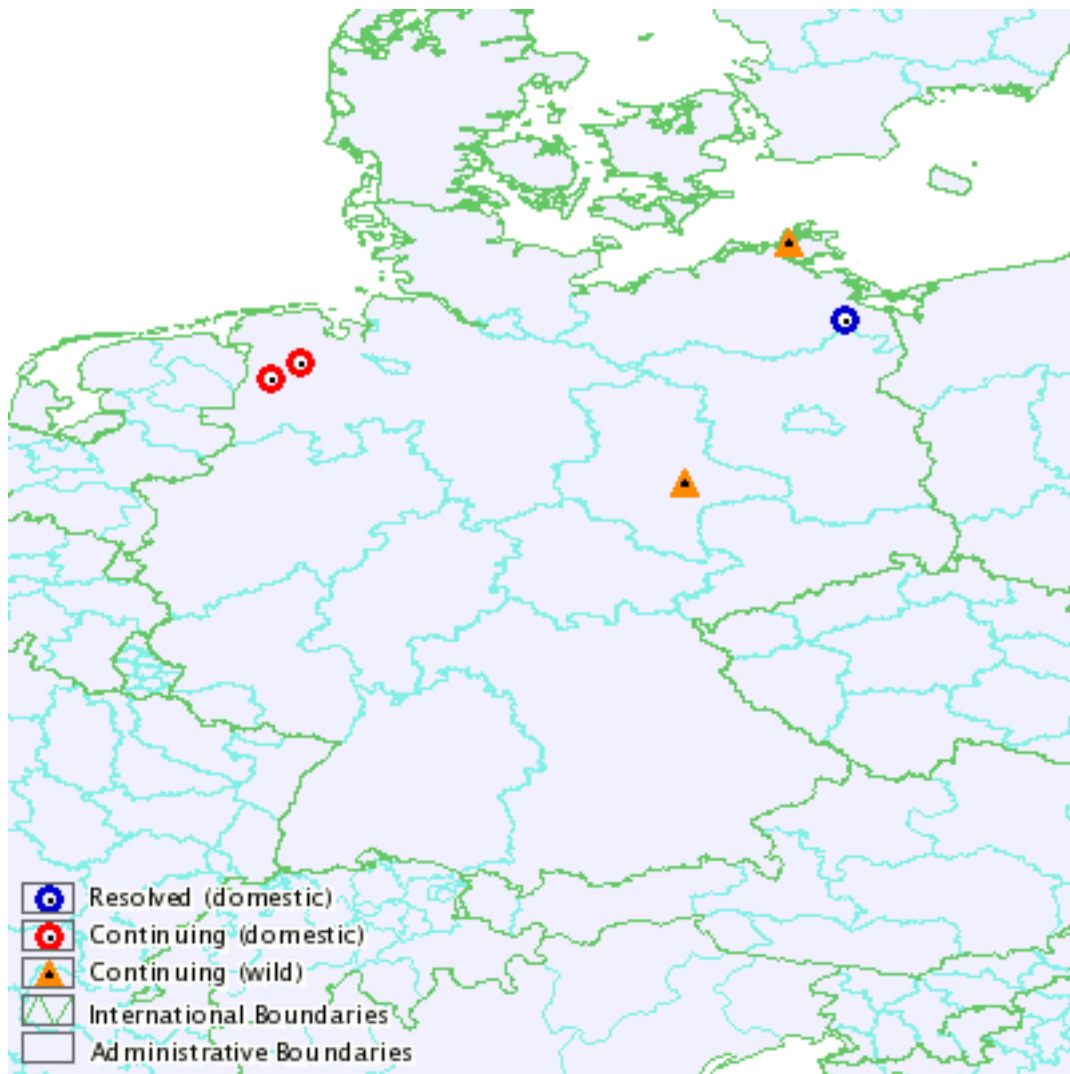 Resolved (domestic)
Continuing (domestic)
Continuing (wild)
International Boundaries
Administrative Boundaries